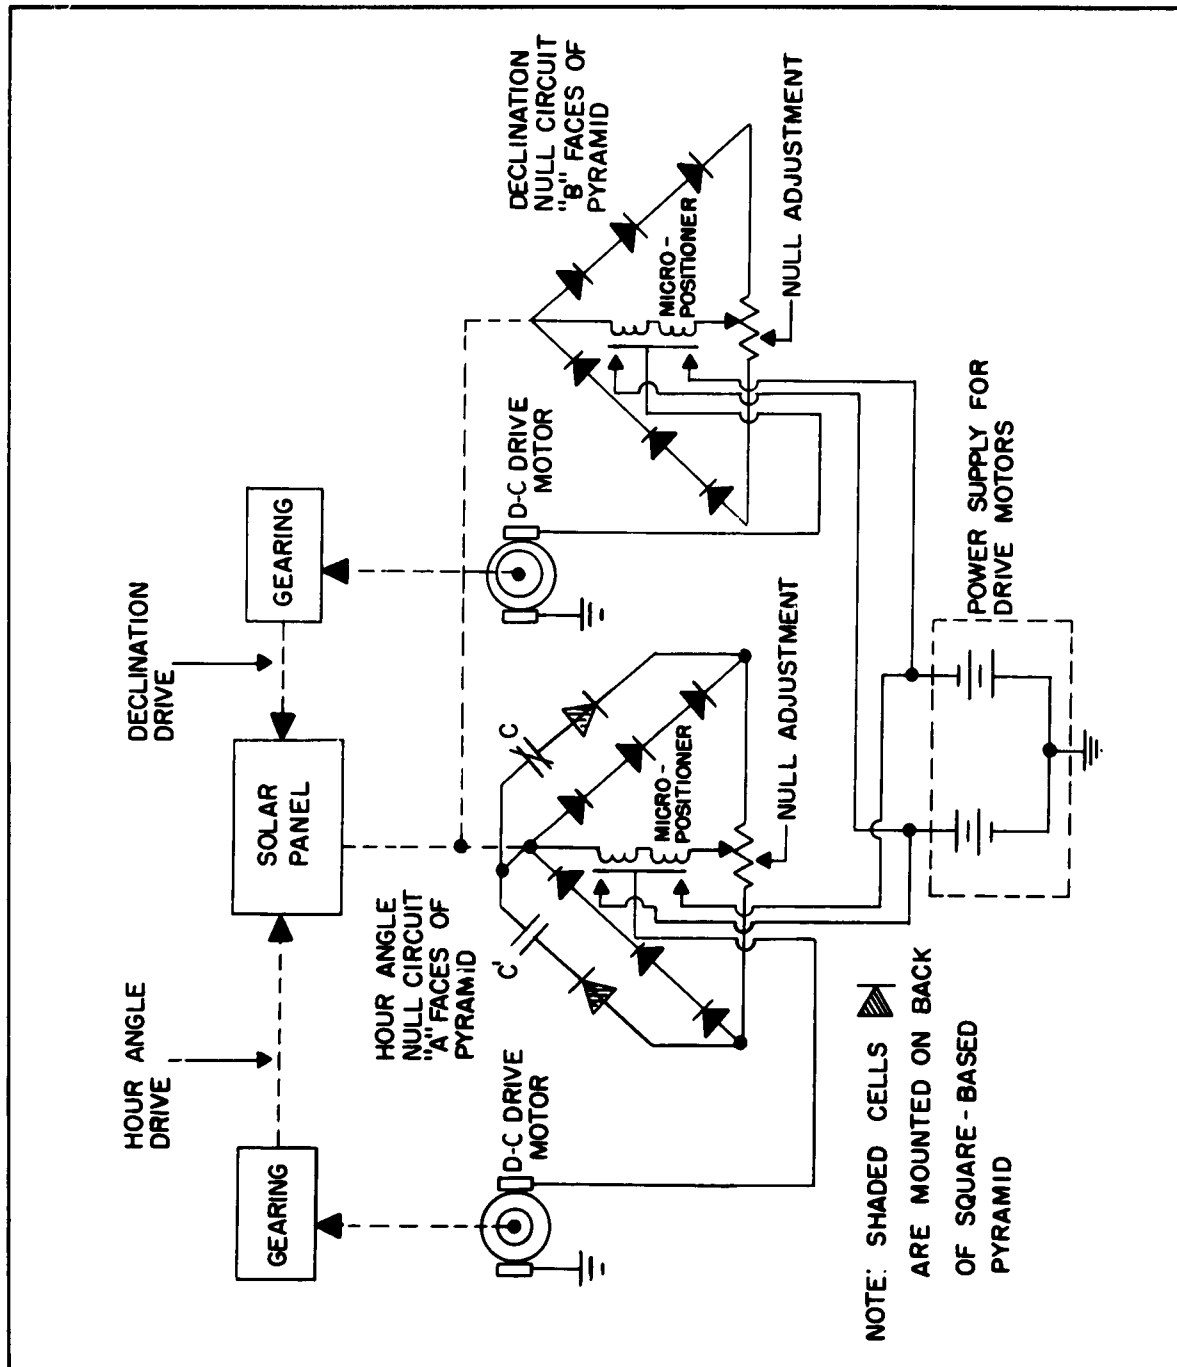 HOUR ANGLE
DRIVE
DECLINATION
DRIVE
GEARING
SOLAR
PANEL
GEARING
HOUR ANGLE
NULL CIRCUIT
"A" FACES OF
PYRAMID
DECLINATION
NULL CIRCUIT
"B" FACES OF
PYRAMID
D-C DRIVE
MOTOR
C'
C
MICRO-
POSITIONER
NULL ADJUSTMENT
D-C DRIVE
MOTOR
MICRO-
POSITIONER
NULL ADJUSTMENT
POWER SUPPLY FOR
DRIVE MOTORS
NOTE: SHADED CELLS
ARE MOUNTED ON BACK
OF SQUARE-BASED
PYRAMID